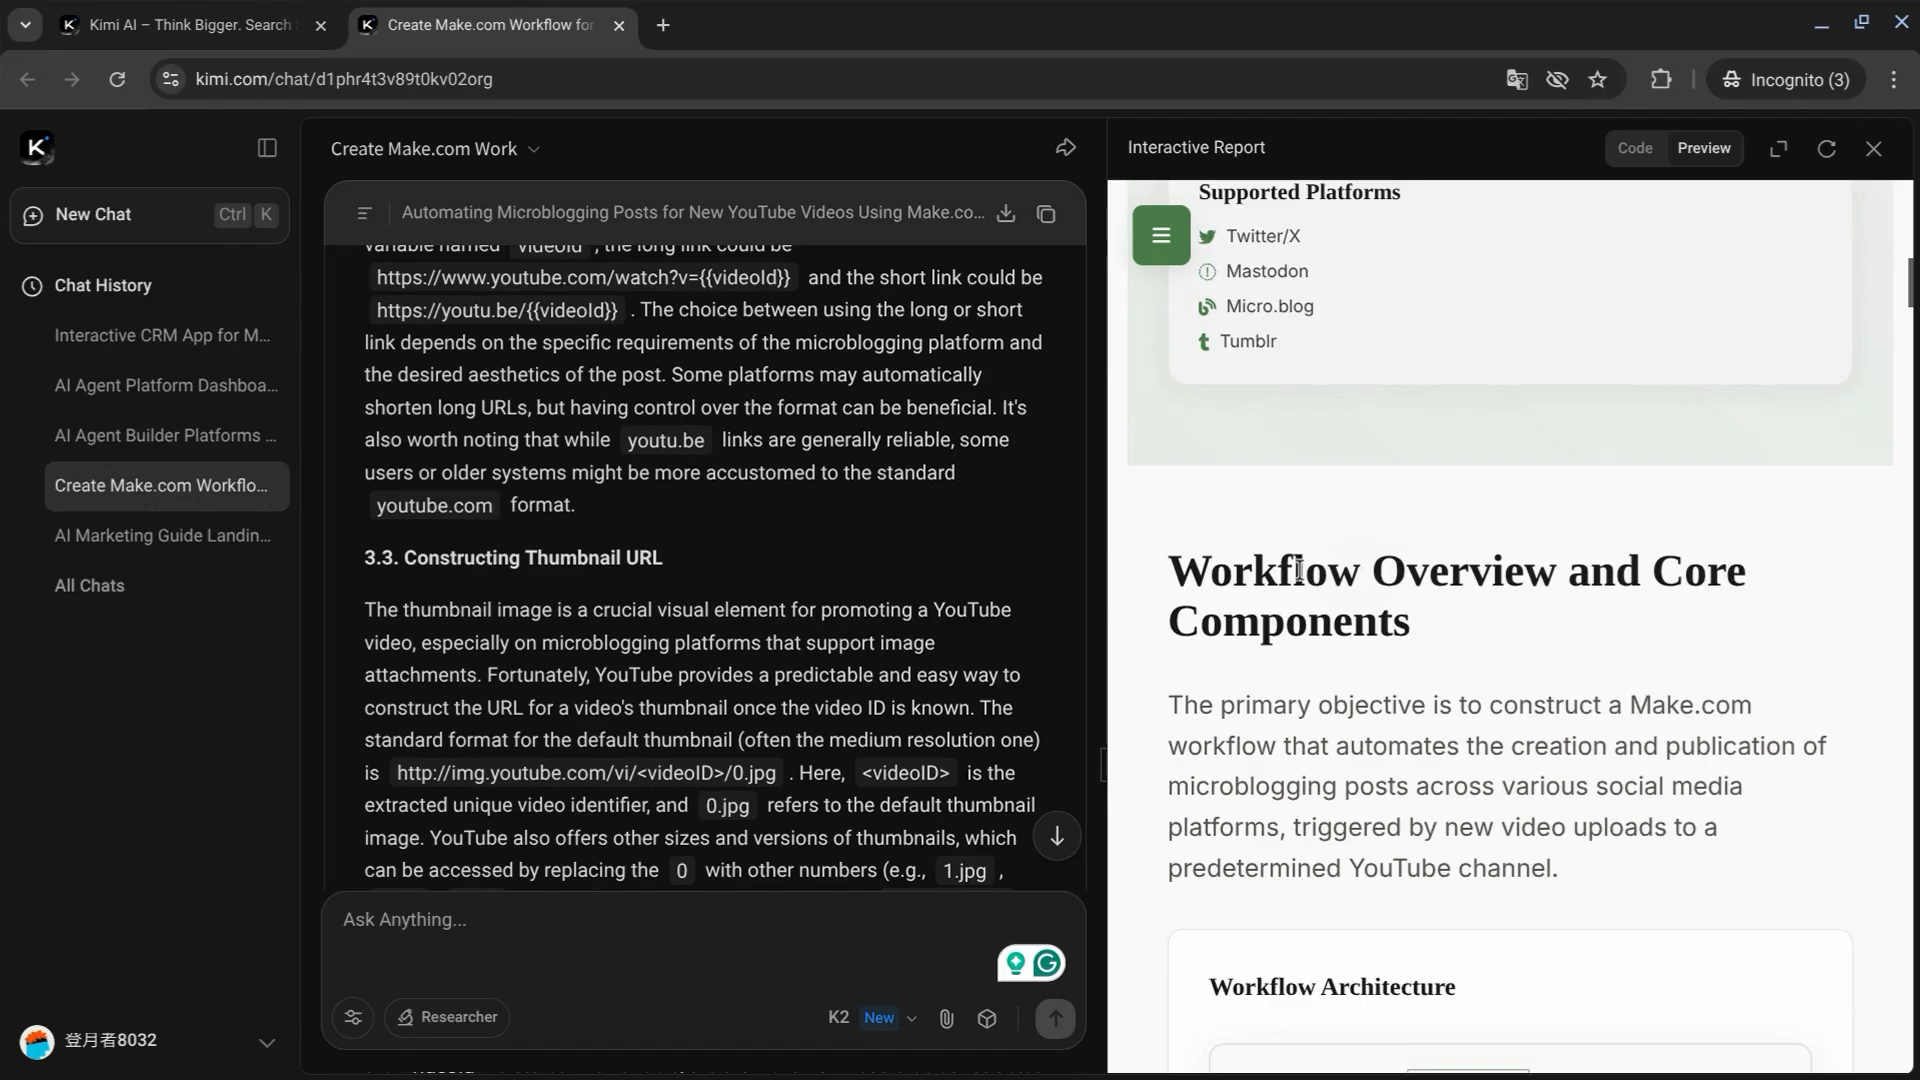 Kimi AI – Think Bigger. Search
Create Make.com Workflow for
kimi.com/chat/d1phr4t3v89t0kv02org
Incognito (3)
New Chat
Ctrl K
Chat History
Interactive CRM App for M...
AI Agent Platform Dashboa...
AI Agent Builder Platforms ...
Create Make.com Workflo...
AI Marketing Guide Landin...
All Chats
登月者8032
Create Make.com Work
Automating Microblogging Posts for New YouTube Videos Using Make.co...
variable named videoId , the long link could be
https://www.youtube.com/watch?v={{videoId}} and the short link could be
https://youtu.be/{{videoId}} . The choice between using the long or short
link depends on the specific requirements of the microblogging platform and
the desired aesthetics of the post. Some platforms may automatically
shorten long URLs, but having control over the format can be beneficial. It's
also worth noting that while youtu.be links are generally reliable, some
users or older systems might be more accustomed to the standard
youtube.com format.
3.3. Constructing Thumbnail URL
The thumbnail image is a crucial visual element for promoting a YouTube
video, especially on microblogging platforms that support image
attachments. Fortunately, YouTube provides a predictable and easy way to
construct the URL for a video's thumbnail once the video ID is known. The
standard format for the default thumbnail (often the medium resolution one)
is http://img.youtube.com/vi/<videoID>/0.jpg . Here, <videoID> is the
extracted unique video identifier, and 0.jpg refers to the default thumbnail
image. YouTube also offers other sizes and versions of thumbnails, which
can be accessed by replacing the 0 with other numbers (e.g., 1.jpg ,
Ask Anything...
Researcher
K2 New
Interactive Report
Code
Preview
Supported Platforms
Twitter/X
Mastodon
Micro.blog
Tumblr
Workflow Overview and Core
Components
The primary objective is to construct a Make.com
workflow that automates the creation and publication of
microblogging posts across various social media
platforms, triggered by new video uploads to a
predetermined YouTube channel.
Workflow Architecture